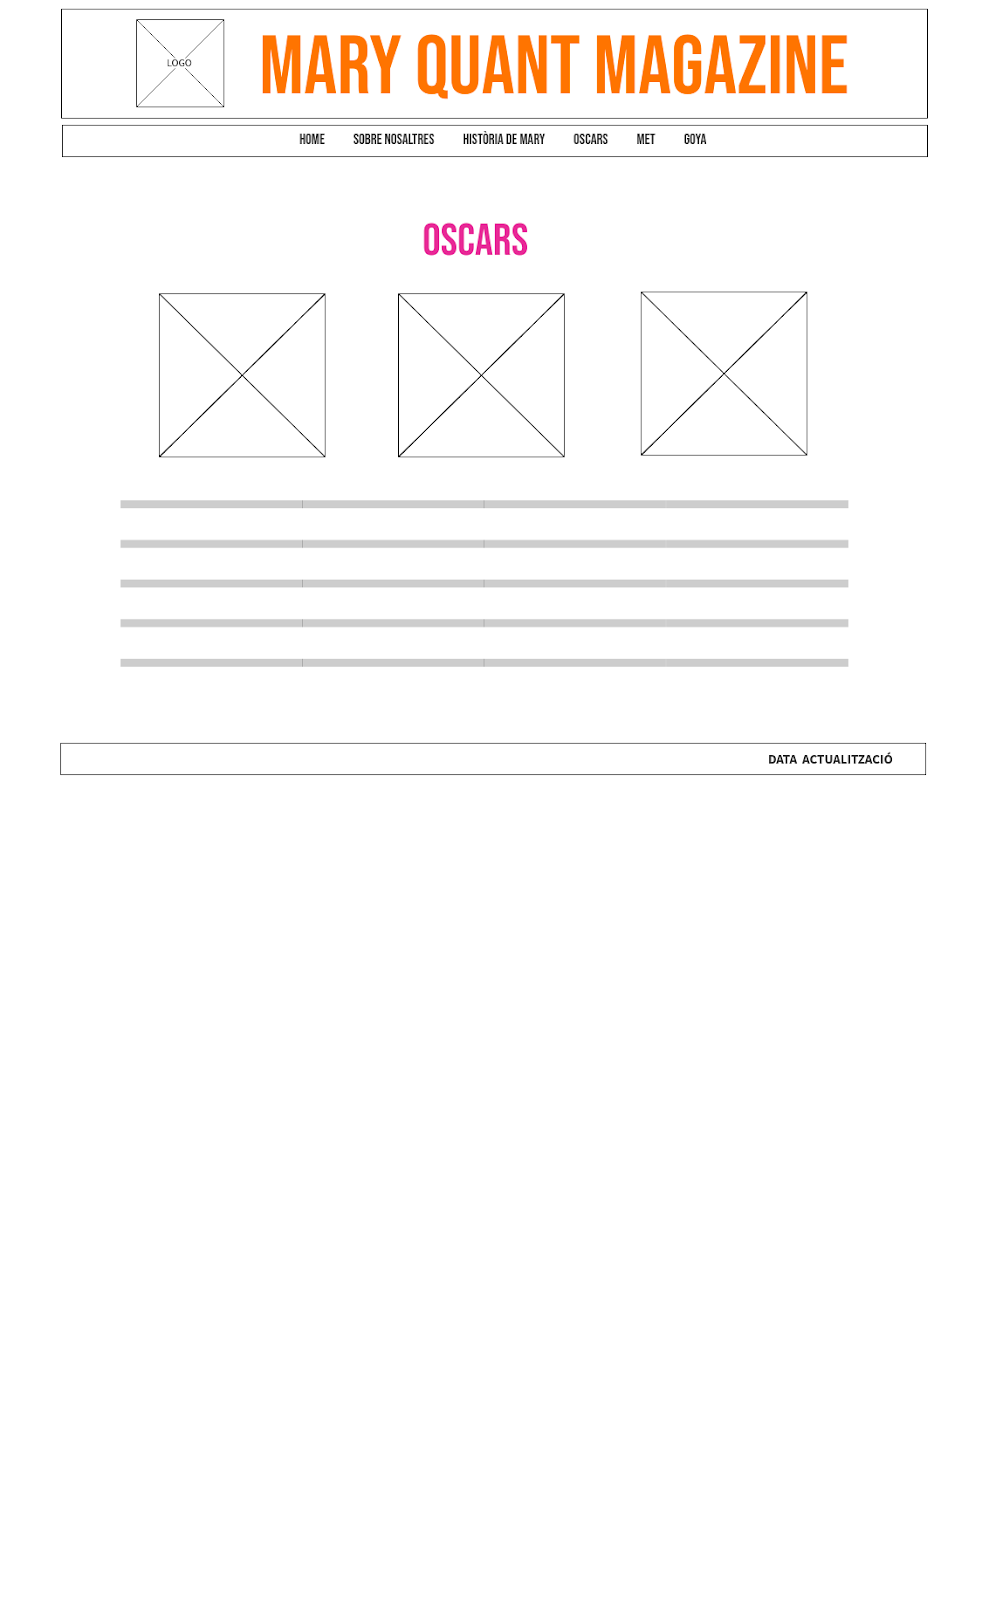 LOGO
MARY QUANT MAGAZINE
HOME SOBRE NOSALTRES HISTÒRIA DE MARY OSCARS MET GOYA
OSCARS
DATA ACTUALITZACIÓ